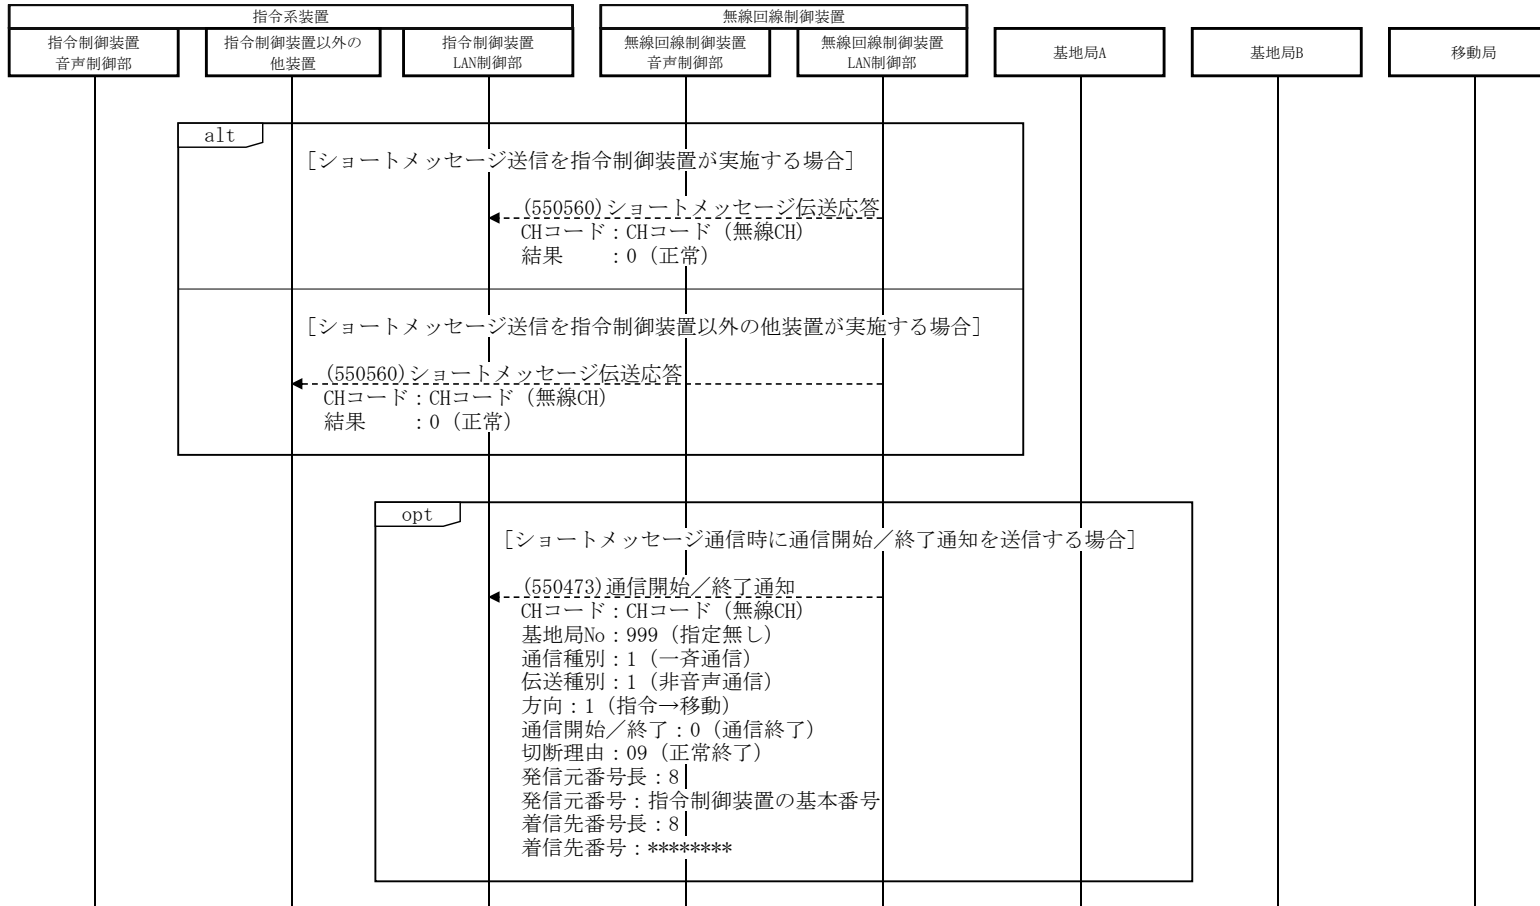 指令系装置
無線回線制御装置
指令制御装置
音声制御部
指令制御装置以外の
他装置
指令制御装置
LAN制御部
無線回線制御装置
音声制御部
無線回線制御装置
LAN制御部
基地局A
基地局B
移動局
alt
[ショートメッセージ送信を指令制御装置が実施する場合]
(550560)ショートメッセージ伝送応答
CHコード:CHコード(無線CH)
結果　　:0(正常)
[ショートメッセージ送信を指令制御装置以外の他装置が実施する場合]
(550560)ショートメッセージ伝送応答
CHコード:CHコード(無線CH)
結果　　:0(正常)
opt
[ショートメッセージ通信時に通信開始／終了通知を送信する場合]
(550473)通信開始／終了通知
CHコード:CHコード(無線CH)
基地局No:999(指定無し)
通信種別:1(一斉通信)
伝送種別:1(非音声通信)
方向:1(指令→移動)
通信開始／終了:0(通信終了)
切断理由:09(正常終了)
発信元番号長:8
発信元番号:指令制御装置の基本番号
着信先番号長:8
着信先番号:********